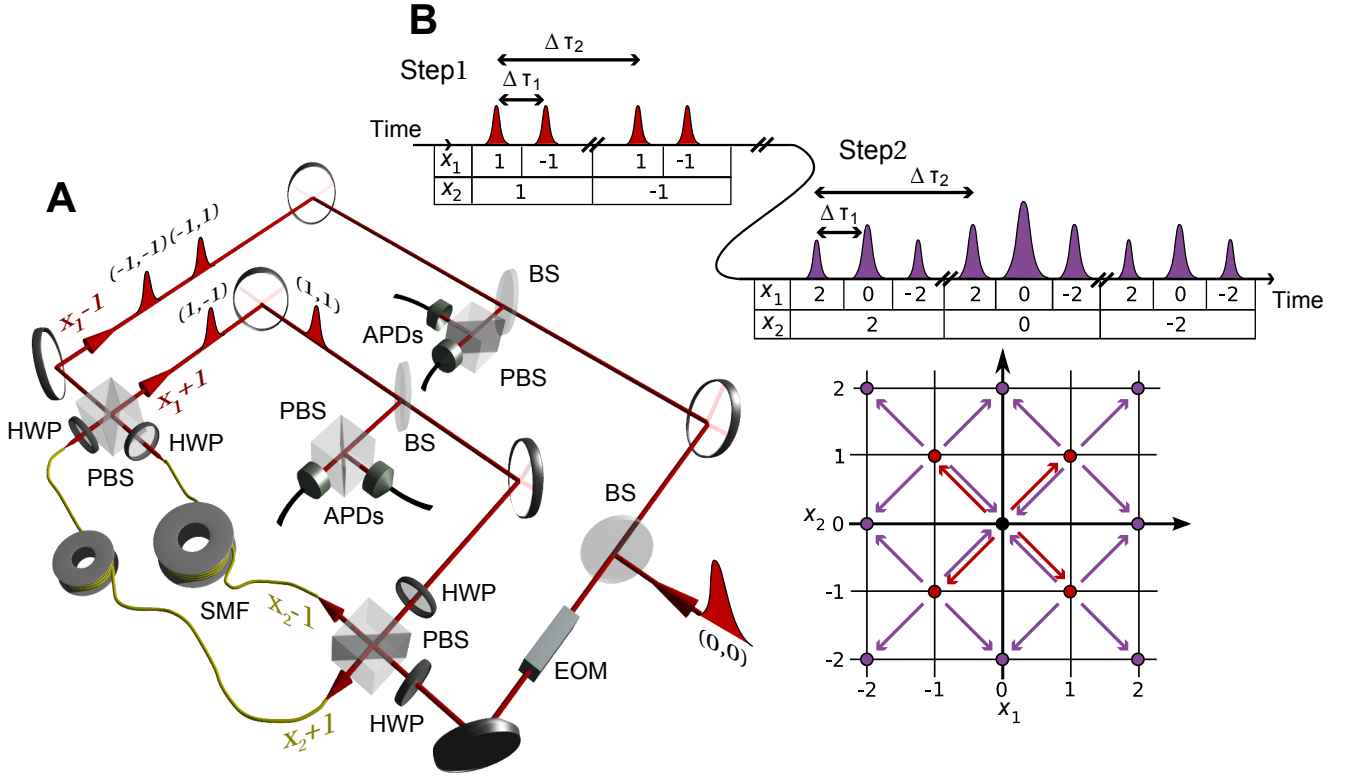 A
(-1,-1) (-1,1)
x1-1
(1,-1)
(1,1)
x1+1
BS
APDs
PBS
PBS
BS
APDs
HWP
HWP
PBS
SMF
x2-1
x2+1
HWP
PBS
HWP
BS
EOM
(0,0)
B
Step1
Δ τ2
Δ τ1
Time
x1 1 -1 1 -1
x2 1 -1
Step2
Δ τ2
Δ τ1
x1 2 0 -2 2 0 -2 2 0 -2
x2 2 0 -2
Time
2
1
x2 0
-1
-2
-2 -1 0 1 2
x1